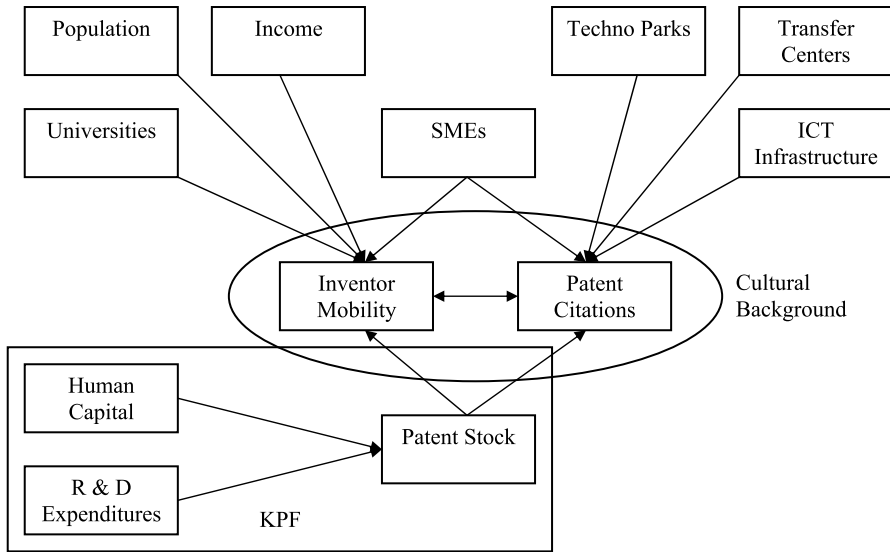 Population
Income
Techno Parks
Transfer
Centers
Universities
SMEs
ICT
Infrastructure
Inventor
Mobility
Patent
Citations
Cultural
Background
Human
Capital
Patent Stock
R & D
Expenditures
KPF